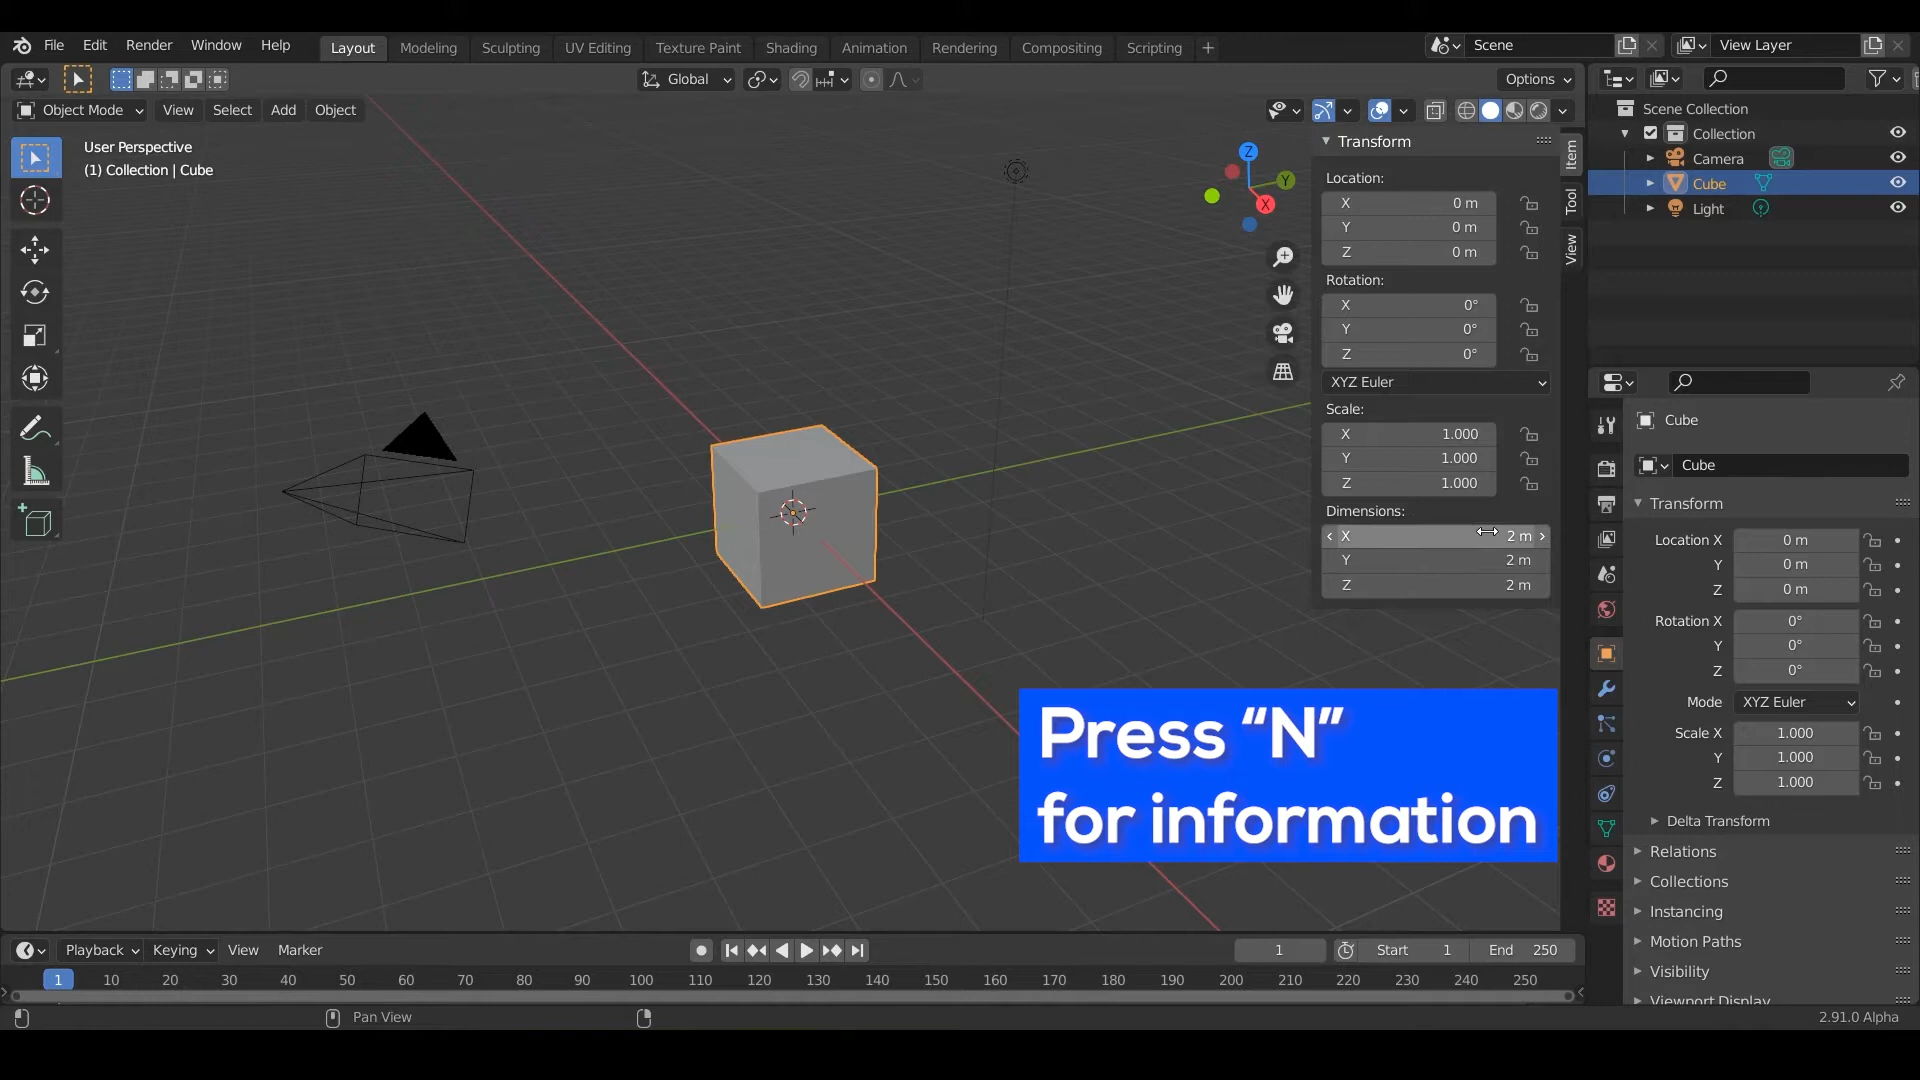 File Edit Render Window Help Layout Modeling Sculpting UV Editing Texture Paint Shading Animation Rendering Compositing Scripting + Scene View Layer
Global Options
Object Mode View Select Add Object
User Perspective
(1) Collection | Cube
Z
Y
X
Transform
Location:
X 0 m
Y 0 m
Z 0 m
Rotation:
X 0°
Y 0°
Z 0°
XYZ Euler
Scale:
X 1.000
Y 1.000
Z 1.000
Dimensions:
X 2 m
Y 2 m
Z 2 m
Item
Tool
View
Scene Collection
Collection
Camera
Cube
Light
Cube
Cube
Transform
Location X 0 m
Y 0 m
Z 0 m
Rotation X 0°
Y 0°
Z 0°
Mode XYZ Euler
Scale X 1.000
Y 1.000
Z 1.000
Delta Transform
Relations
Collections
Instancing
Motion Paths
Visibility
Viewport Display
Press “N”
for information
Playback Keying View Marker 1 Start 1 End 250
1 10 20 30 40 50 60 70 80 90 100 110 120 130 140 150 160 170 180 190 200 210 220 230 240 250
Pan View 2.91.0 Alpha